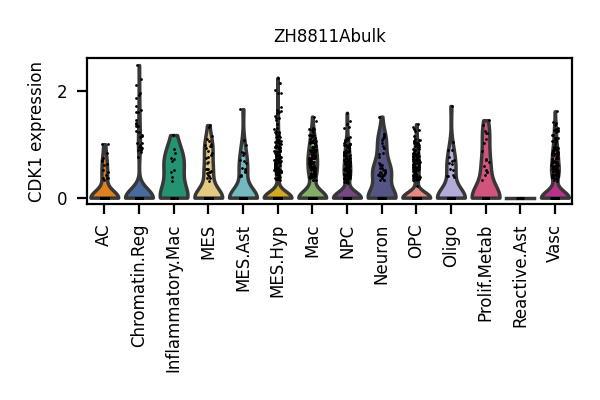 ZH8811Abulk
CDK1 expression
2
0
AC
Chromatin.Reg
Inflammatory.Mac
MES
MES.Ast
MES.Hyp
Mac
NPC
Neuron
OPC
Oligo
Prolif.Metab
Reactive.Ast
Vasc